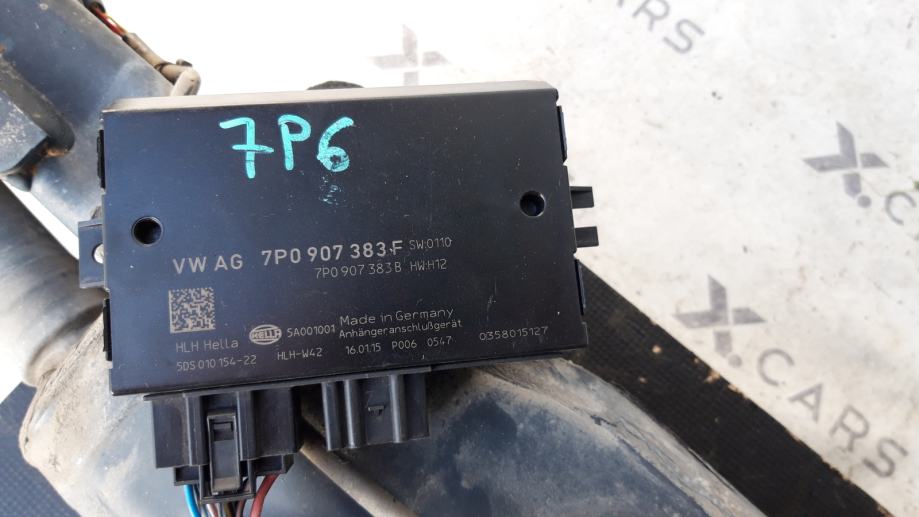 7P6
VW AG 7P0 907 383 F SW:0110
7P0 907 383 B HW:H12
HLH Hella
5DS 010 154-22
HELLA
SA001001
HLH-W42
Made in Germany
Anhängeranschlußgerät
16.01.15 P006 0547
0358015127
X CARS
X CARS